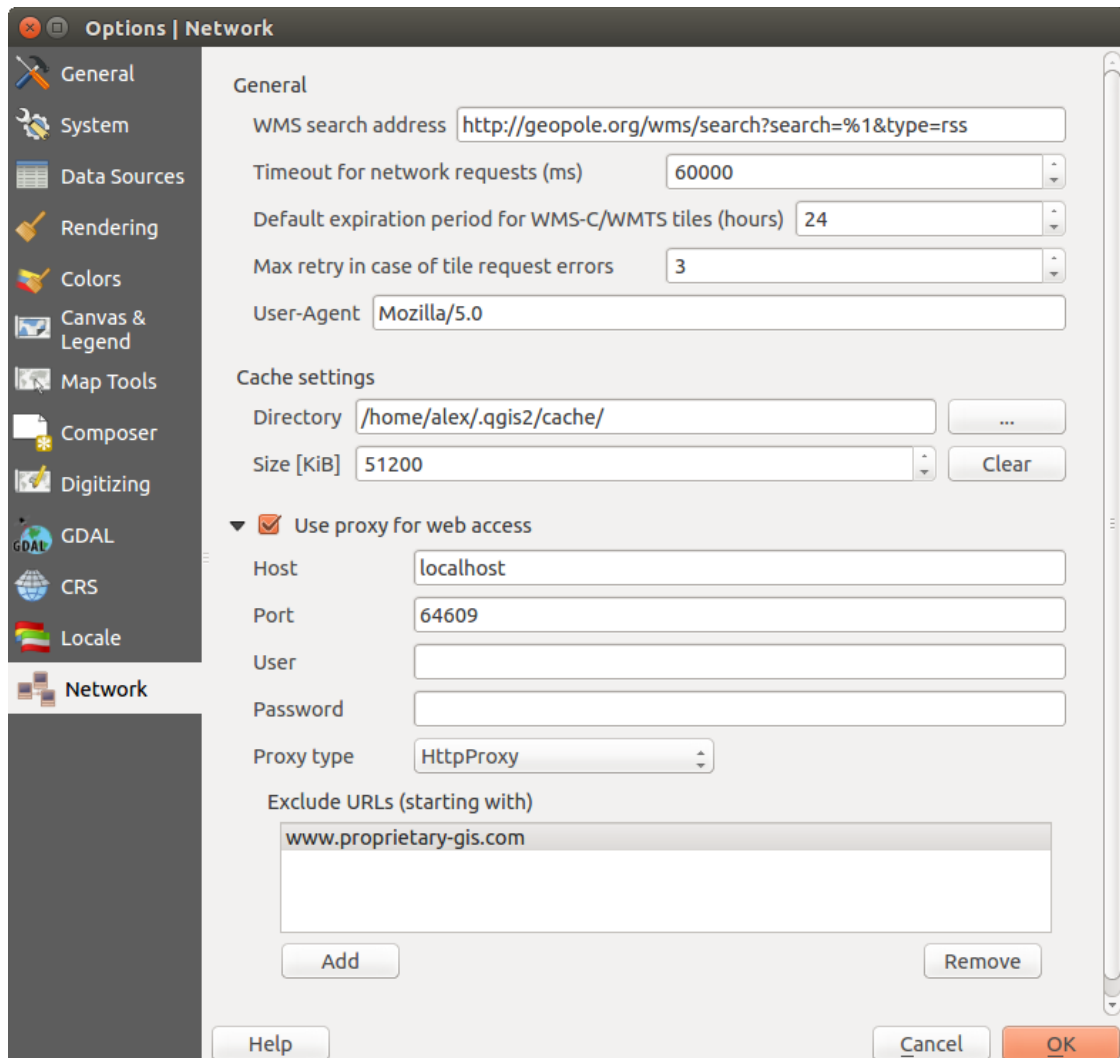 Options | Network
General
System
Data Sources
Rendering
Colors
Canvas &
Legend
Map Tools
Composer
Digitizing
GDAL
GDAL
CRS
Locale
Network
General
WMS search address http://geopole.org/wms/search?search=%1&type=rss
Timeout for network requests (ms) 60000
Default expiration period for WMS-C/WMTS tiles (hours) 24
Max retry in case of tile request errors 3
User-Agent Mozilla/5.0
Cache settings
Directory /home/alex/.qgis2/cache/ ...
Size [KiB] 51200 Clear
Use proxy for web access
Host localhost
Port 64609
User
Password
Proxy type HttpProxy
Exclude URLs (starting with)
www.proprietary-gis.com
Add Remove
Help Cancel OK